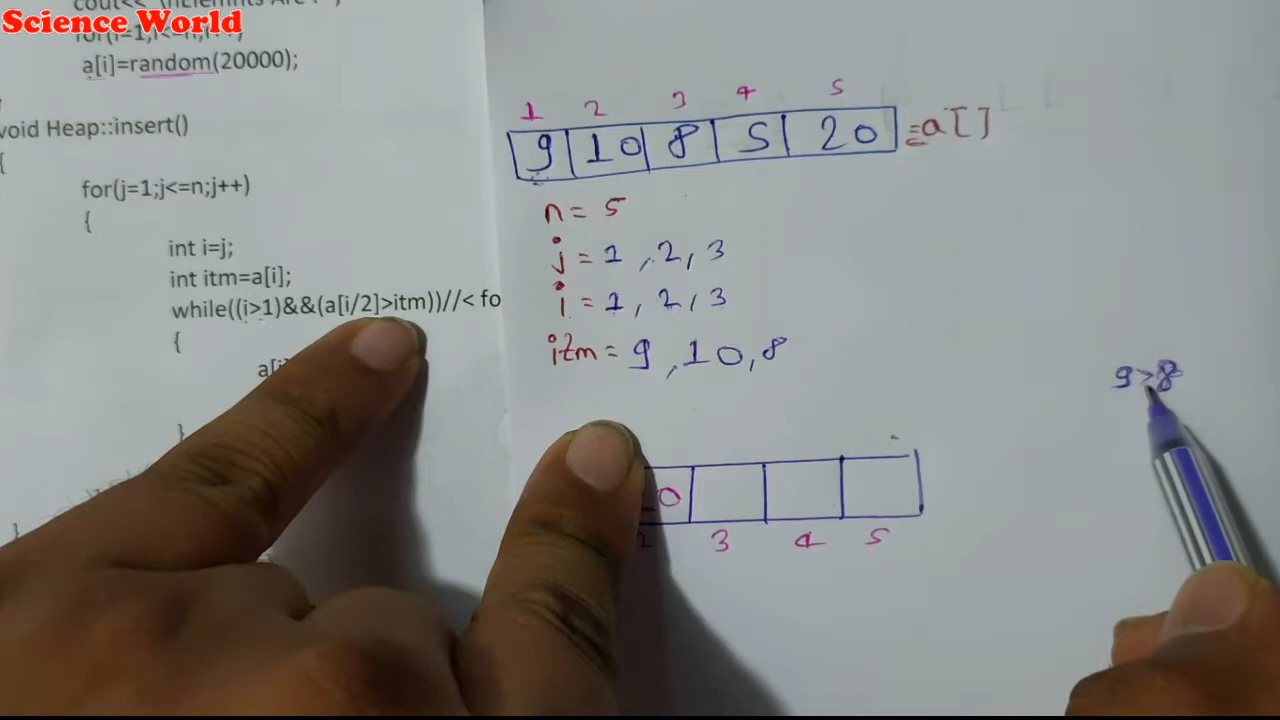 Science World
a[i]=random(20000);
void Heap::insert()
{
for(j=1;j<=n;j++)
{
int i=j;
int itm=a[i];
while((i>1)&&(a[i/2]>itm))//< fo
{
}
}
1 2 3 4 5
9 10 8 5 20 = a[]
n = 5
j = 1, 2, 3
i = 1, 2, 3
itm = 9, 10, 8
9>8
3 4 5